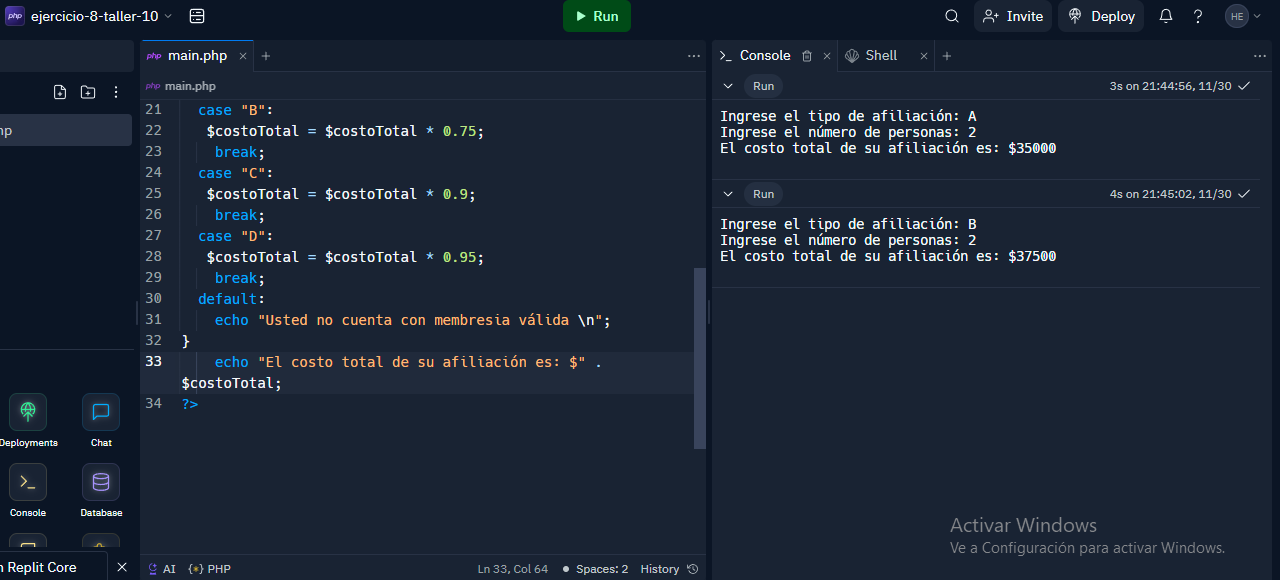 php ejercicio-8-taller-10
Run
Invite
Deploy
?
HE
php main.php × +
php main.php
21 case "B":
22 $costoTotal = $costoTotal * 0.75;
23 break;
24 case "C":
25 $costoTotal = $costoTotal * 0.9;
26 break;
27 case "D":
28 $costoTotal = $costoTotal * 0.95;
29 break;
30 default:
31 echo "Usted no cuenta con membresia válida \n";
32 }
33 echo "El costo total de su afiliación es: $" .
$costoTotal;
34 ?>
hp
Deployments
Chat
Console
Database
n Replit Core ×
AI {•} PHP
Ln 33, Col 64 ● Spaces: 2 History
Console × Shell × +
Run 3s on 21:44:56, 11/30
Ingrese el tipo de afiliación: A
Ingrese el número de personas: 2
El costo total de su afiliación es: $35000
Run 4s on 21:45:02, 11/30
Ingrese el tipo de afiliación: B
Ingrese el número de personas: 2
El costo total de su afiliación es: $37500
Activar Windows
Ve a Configuración para activar Windows.